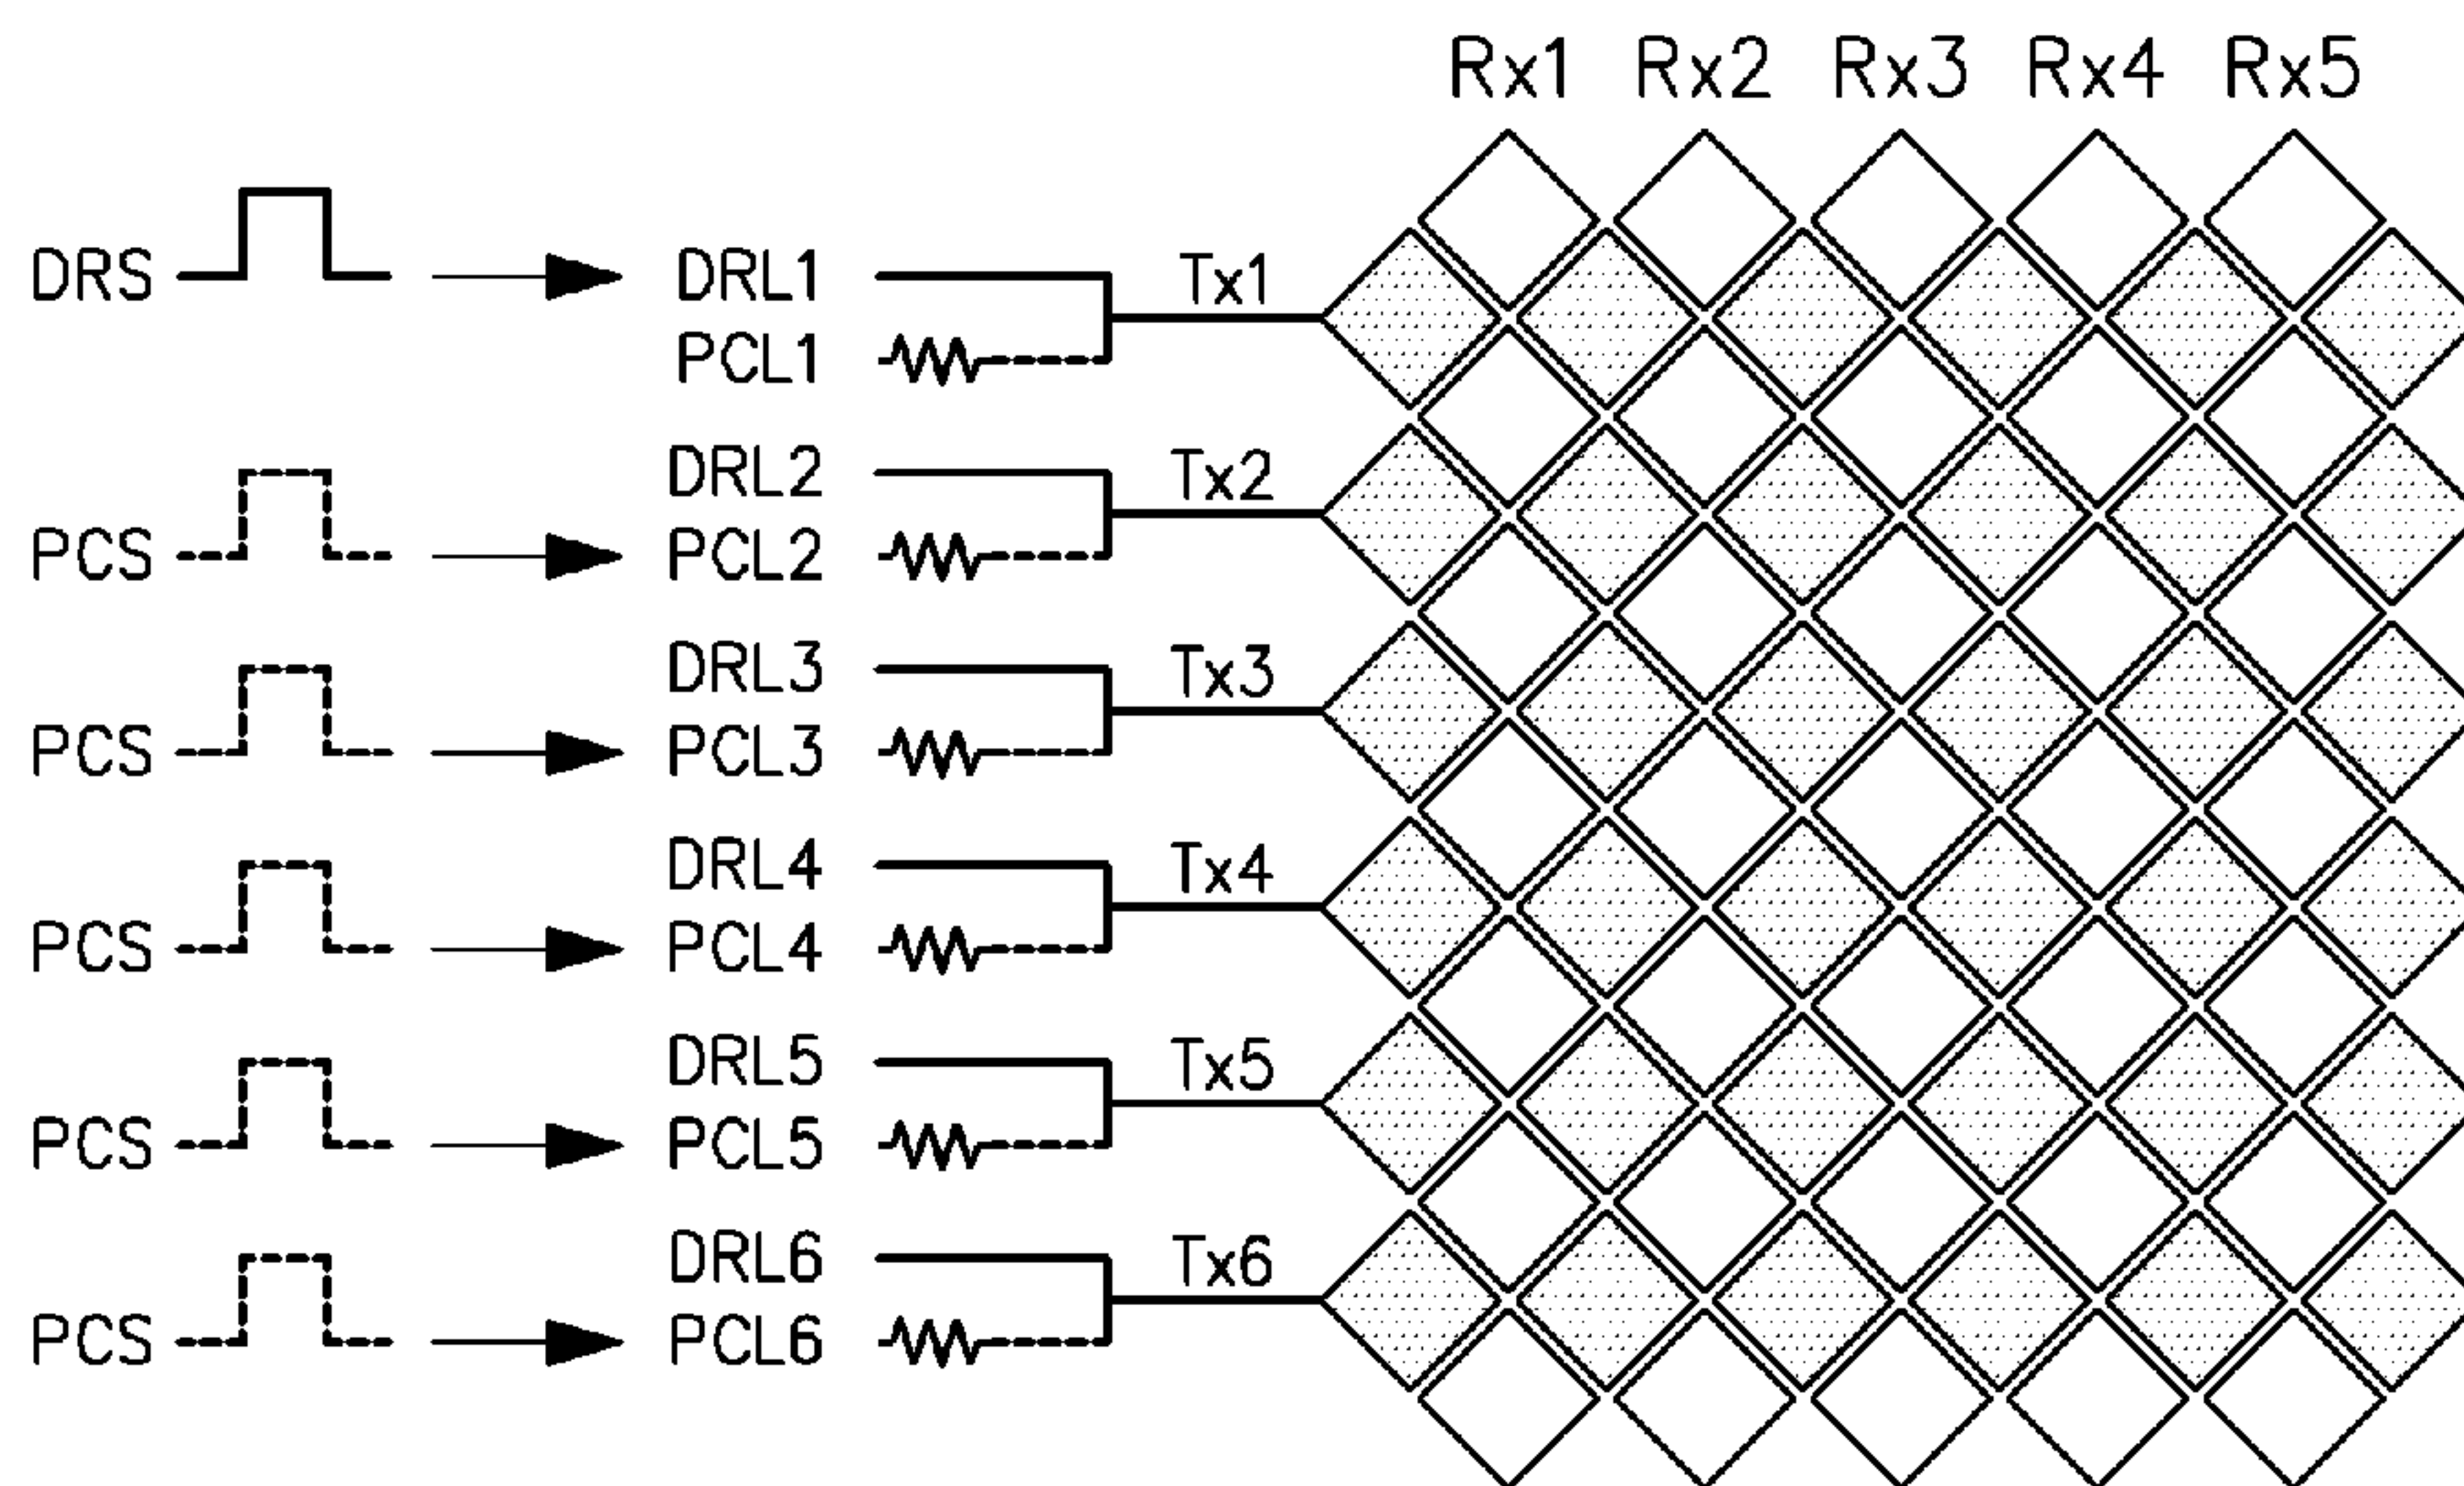 Rx1 Rx2 Rx3 Rx4 Rx5
DRS DRL1 Tx1
PCL1
DRL2 Tx2
PCS PCL2
DRL3 Tx3
PCS PCL3
DRL4 Tx4
PCS PCL4
DRL5 Tx5
PCS PCL5
DRL6 Tx6
PCS PCL6